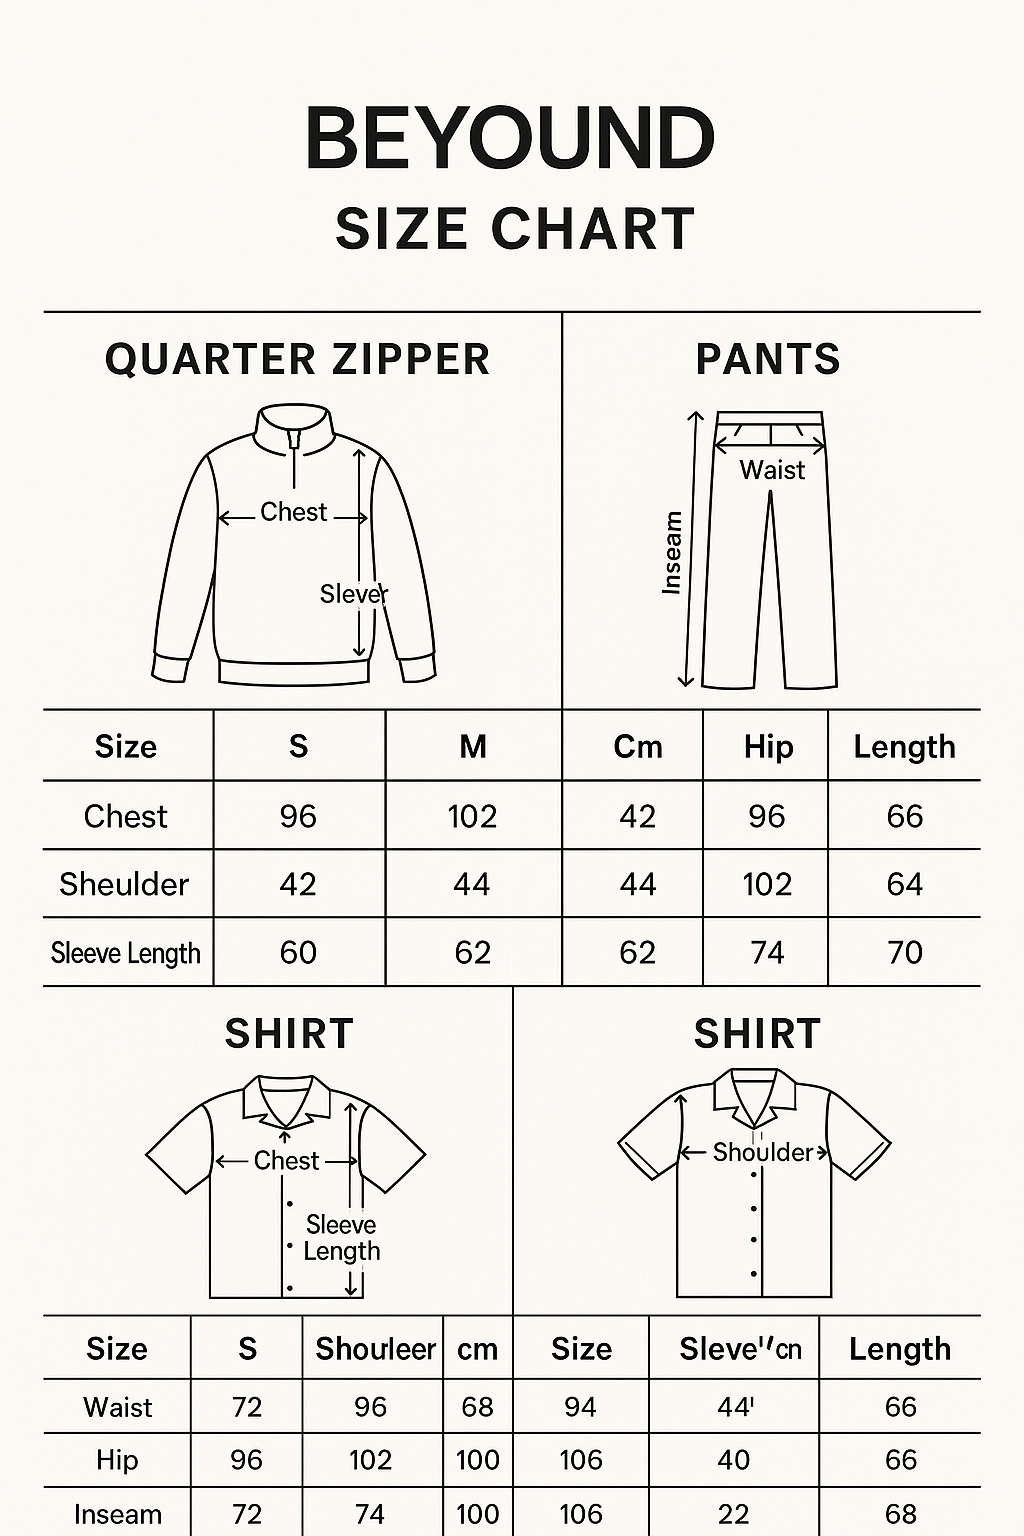 BEYOUND
SIZE CHART
QUARTER ZIPPER
Chest
Slever
PANTS
Waist
Inseam
Size S M Cm Hip Length
Chest 96 102 42 96 66
Sheulder 42 44 44 102 64
Sleeve Length 60 62 62 74 70
SHIRT
Chest
Sleeve
Length
SHIRT
Shoulder
Size S Shouleer cm Size Sleve Length
Waist 72 96 68 94 44' 66
Hip 96 102 100 106 40 66
Inseam 72 74 100 106 22 68